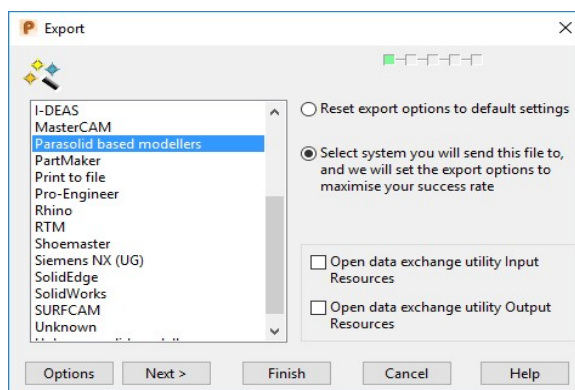 Export
I-DEAS
MasterCAM
Parasolid based modellers
PartMaker
Print to file
Pro-Engineer
Rhino
RTM
Shoemaster
Siemens NX (UG)
SolidEdge
SolidWorks
SURFCAM
Unknown
Reset export options to default settings
Select system you will send this file to,
and we will set the export options to
maximise your success rate
Open data exchange utility Input
Resources
Open data exchange utility Output
Resources
Options
Next >
Finish
Cancel
Help